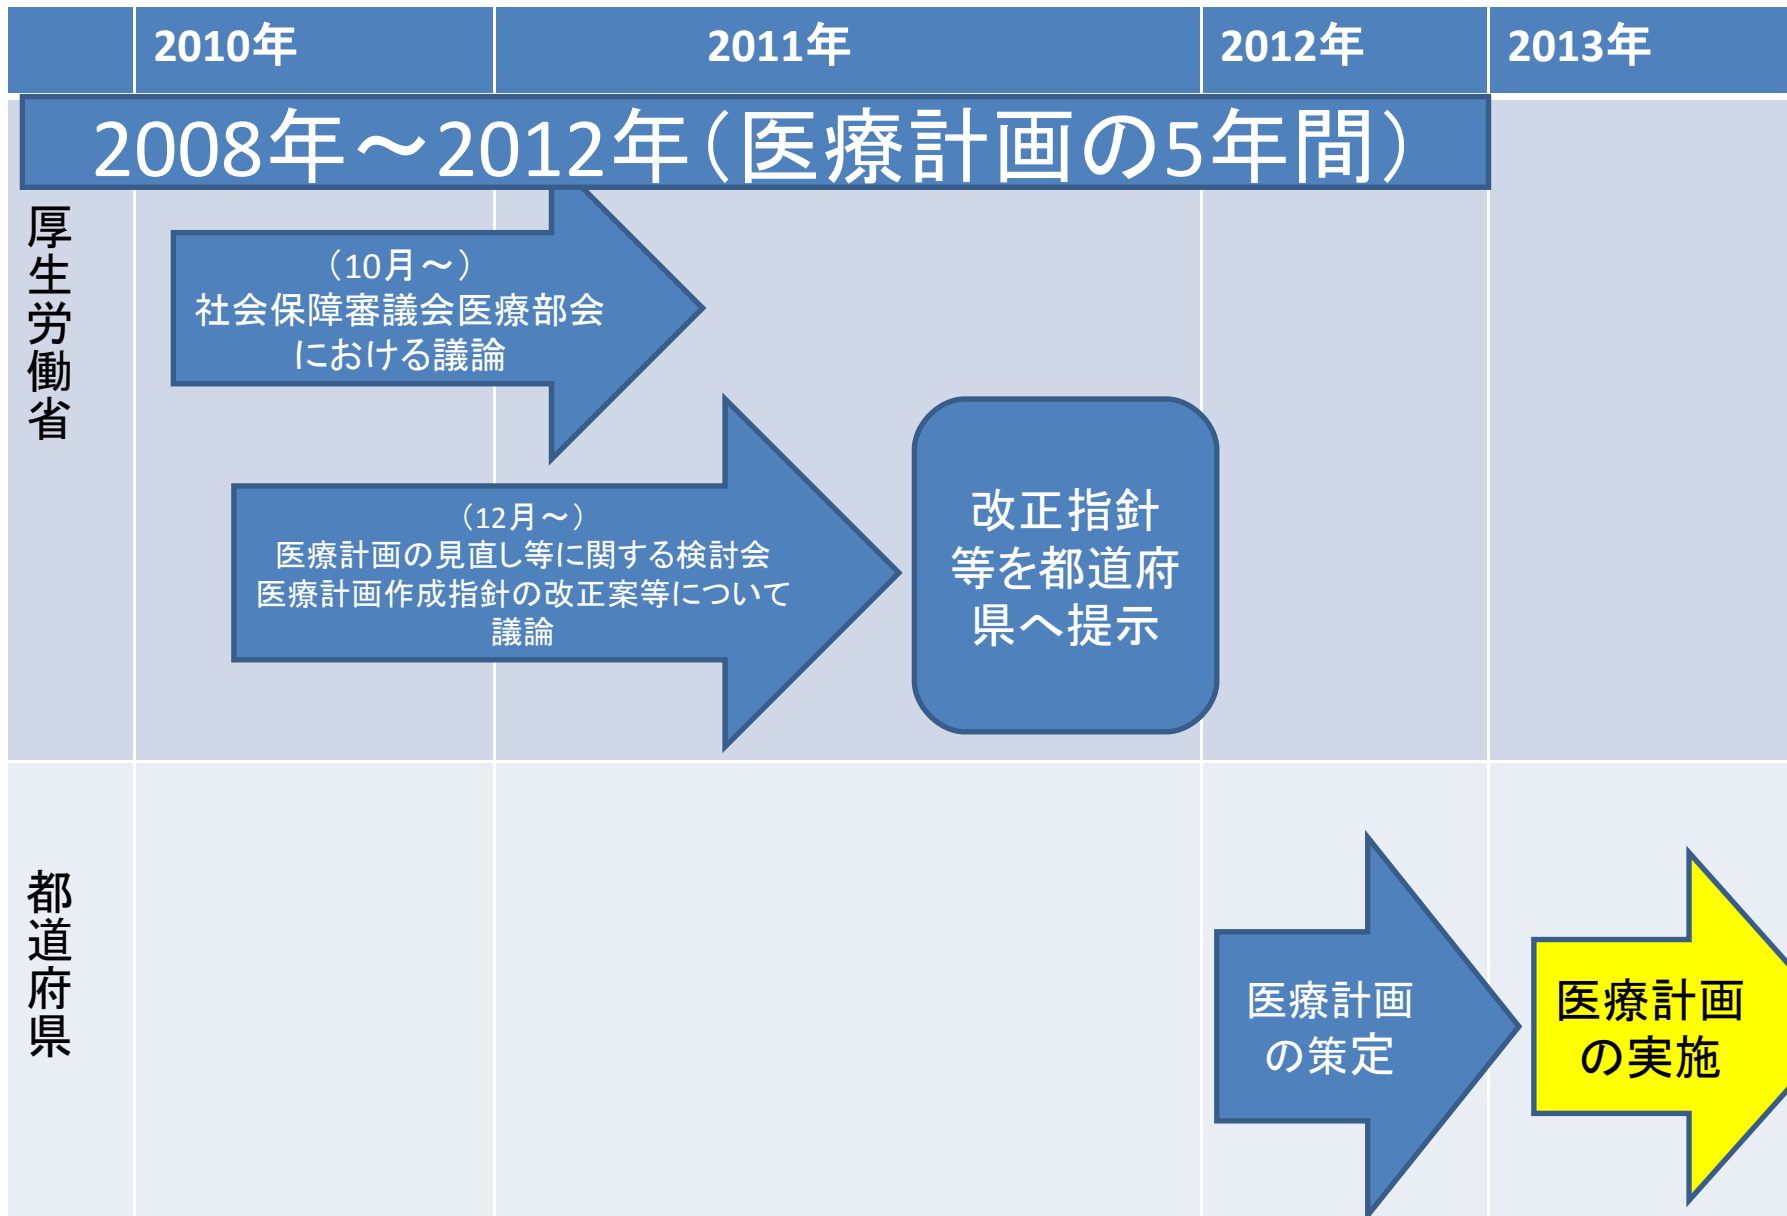 2010年
2011年
2012年
2013年
2008年～2012年（医療計画の5年間）
厚生労働省
（10月～）
社会保障審議会医療部会
における議論
（12月～）
医療計画の見直し等に関する検討会
医療計画作成指針の改正案等について
議論
改正指針
等を都道府
県へ提示
都道府県
医療計画
の策定
医療計画
の実施